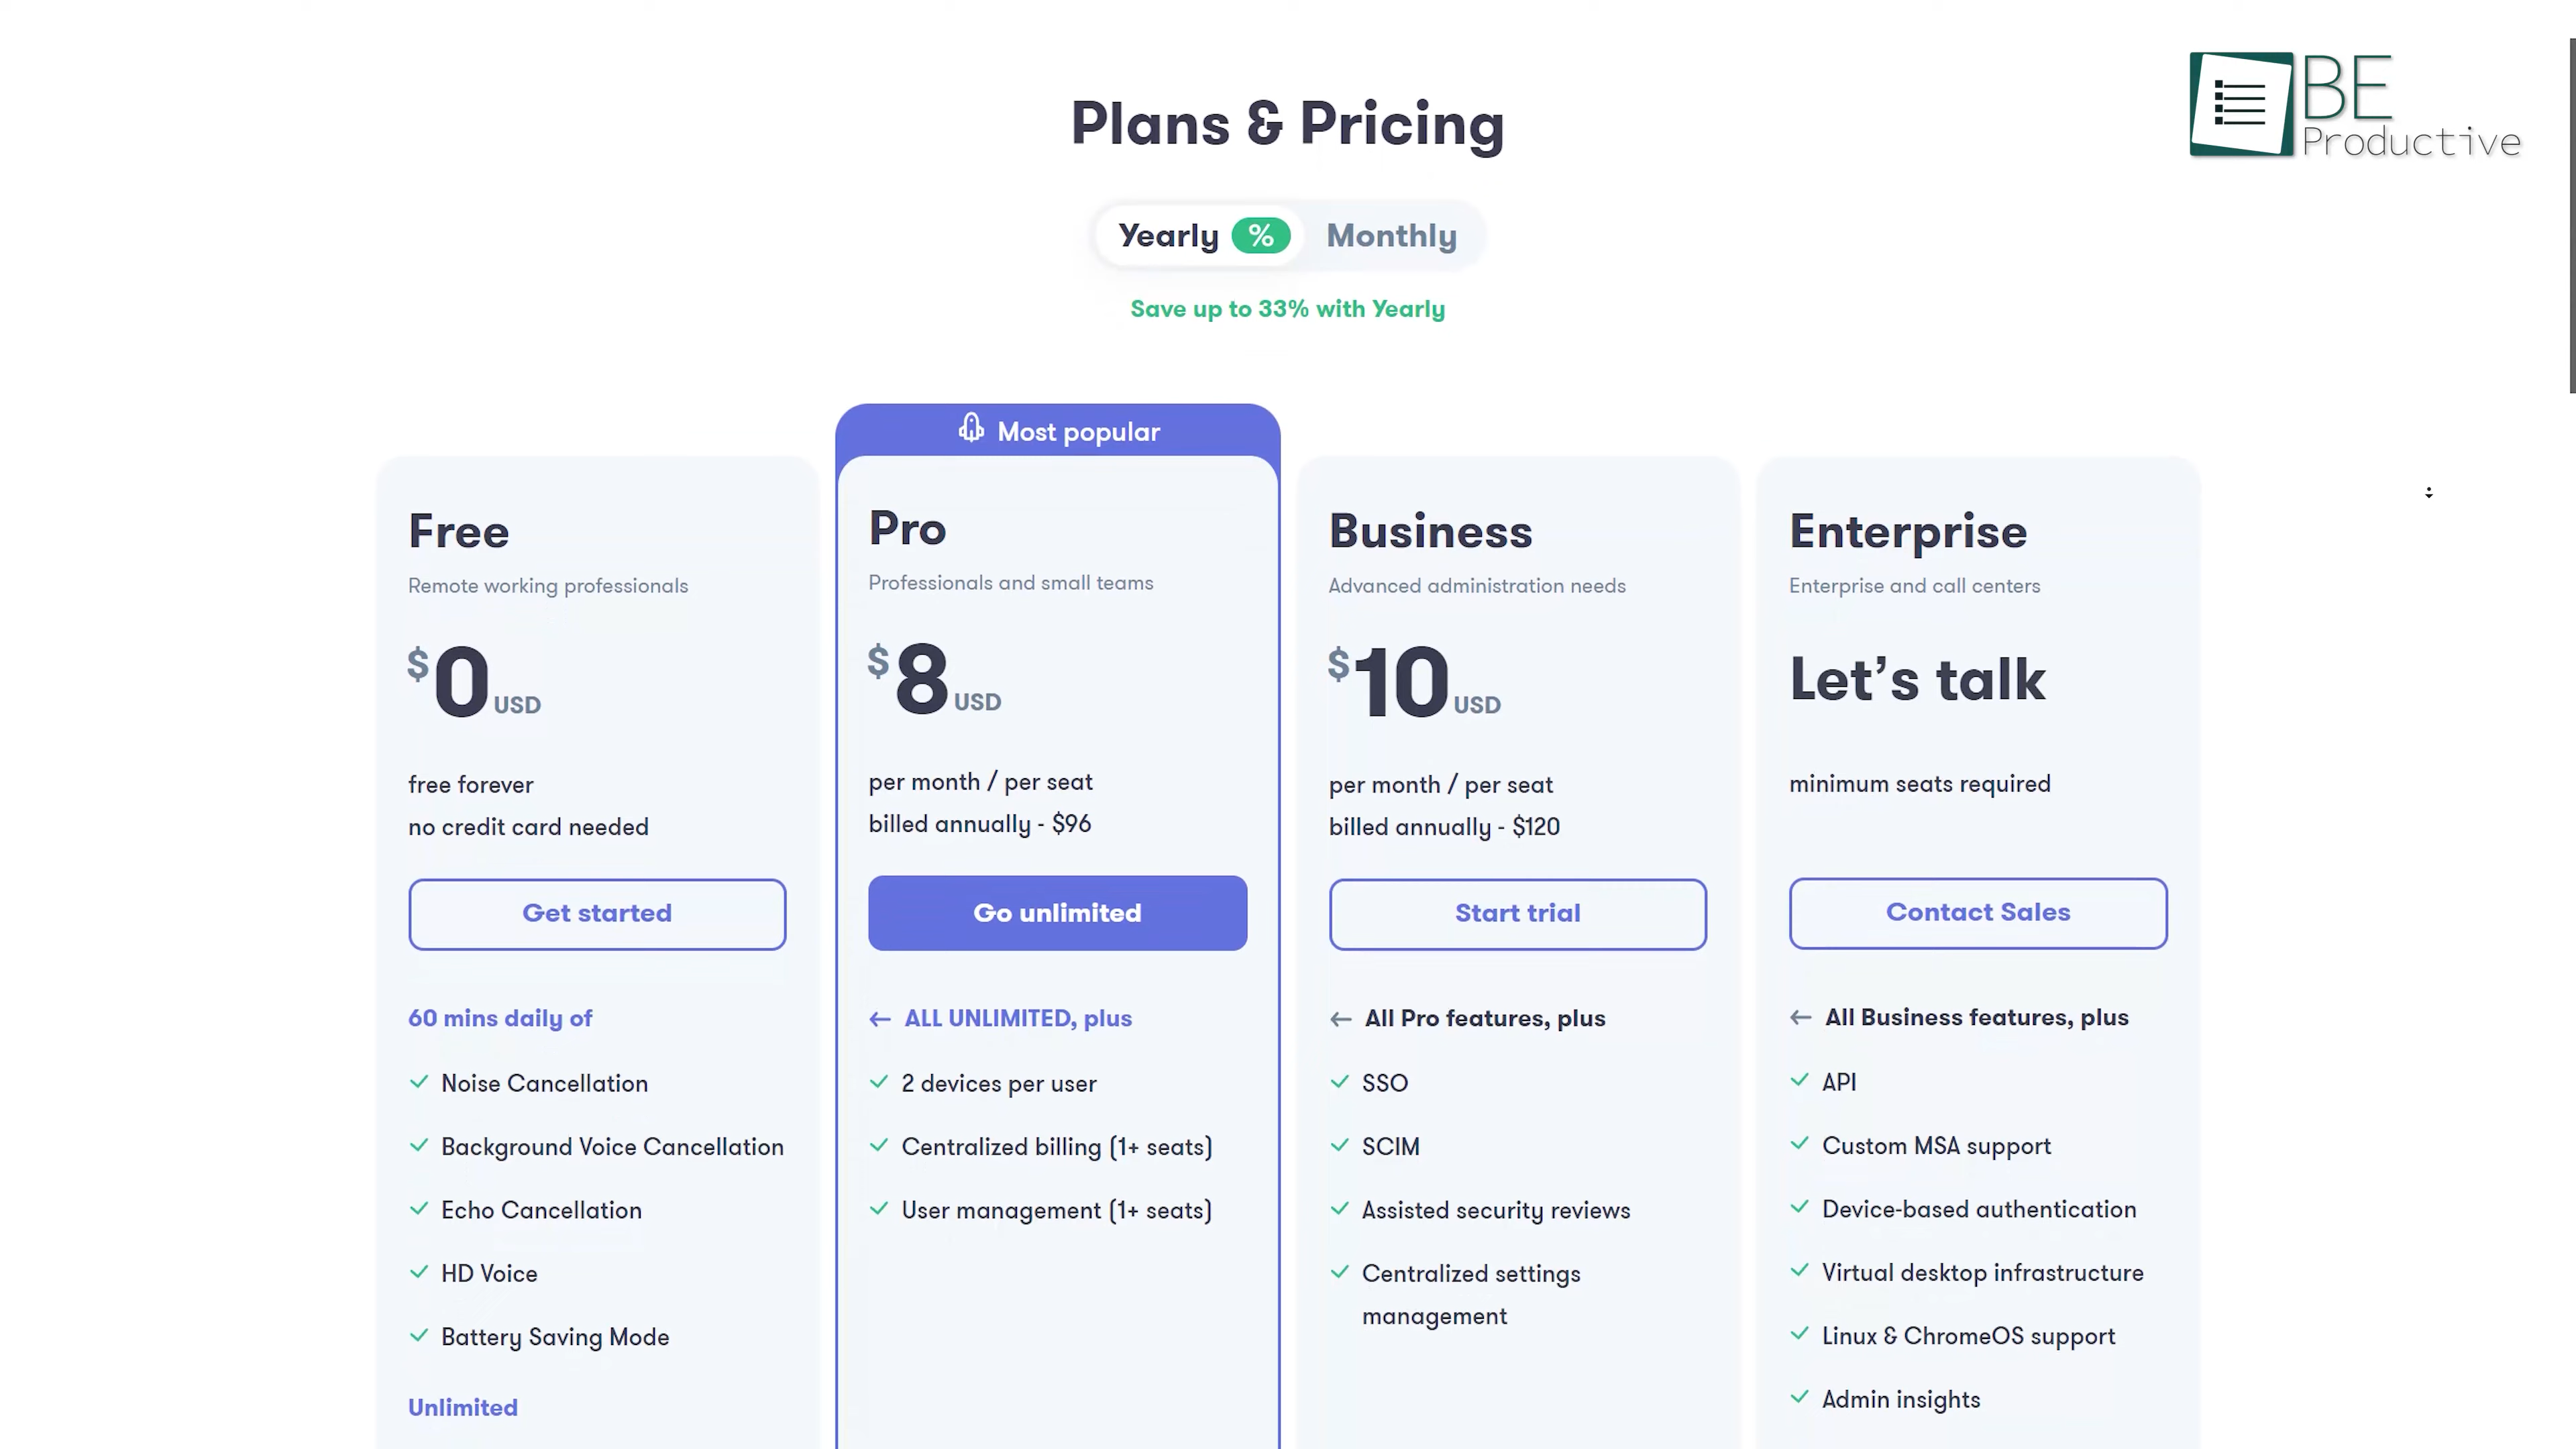 BE
Productive
Plans & Pricing
Yearly % Monthly
Save up to 33% with Yearly
Most popular
Free
Remote working professionals
$0 USD
free forever
no credit card needed
Get started
60 mins daily of
Noise Cancellation
Background Voice Cancellation
Echo Cancellation
HD Voice
Battery Saving Mode
Unlimited
Pro
Professionals and small teams
$8 USD
per month / per seat
billed annually - $96
Go unlimited
← ALL UNLIMITED, plus
2 devices per user
Centralized billing (1+ seats)
User management (1+ seats)
Business
Advanced administration needs
$10 USD
per month / per seat
billed annually - $120
Start trial
← All Pro features, plus
SSO
SCIM
Assisted security reviews
Centralized settings
management
Enterprise
Enterprise and call centers
Let’s talk
minimum seats required
Contact Sales
← All Business features, plus
API
Custom MSA support
Device-based authentication
Virtual desktop infrastructure
Linux & ChromeOS support
Admin insights